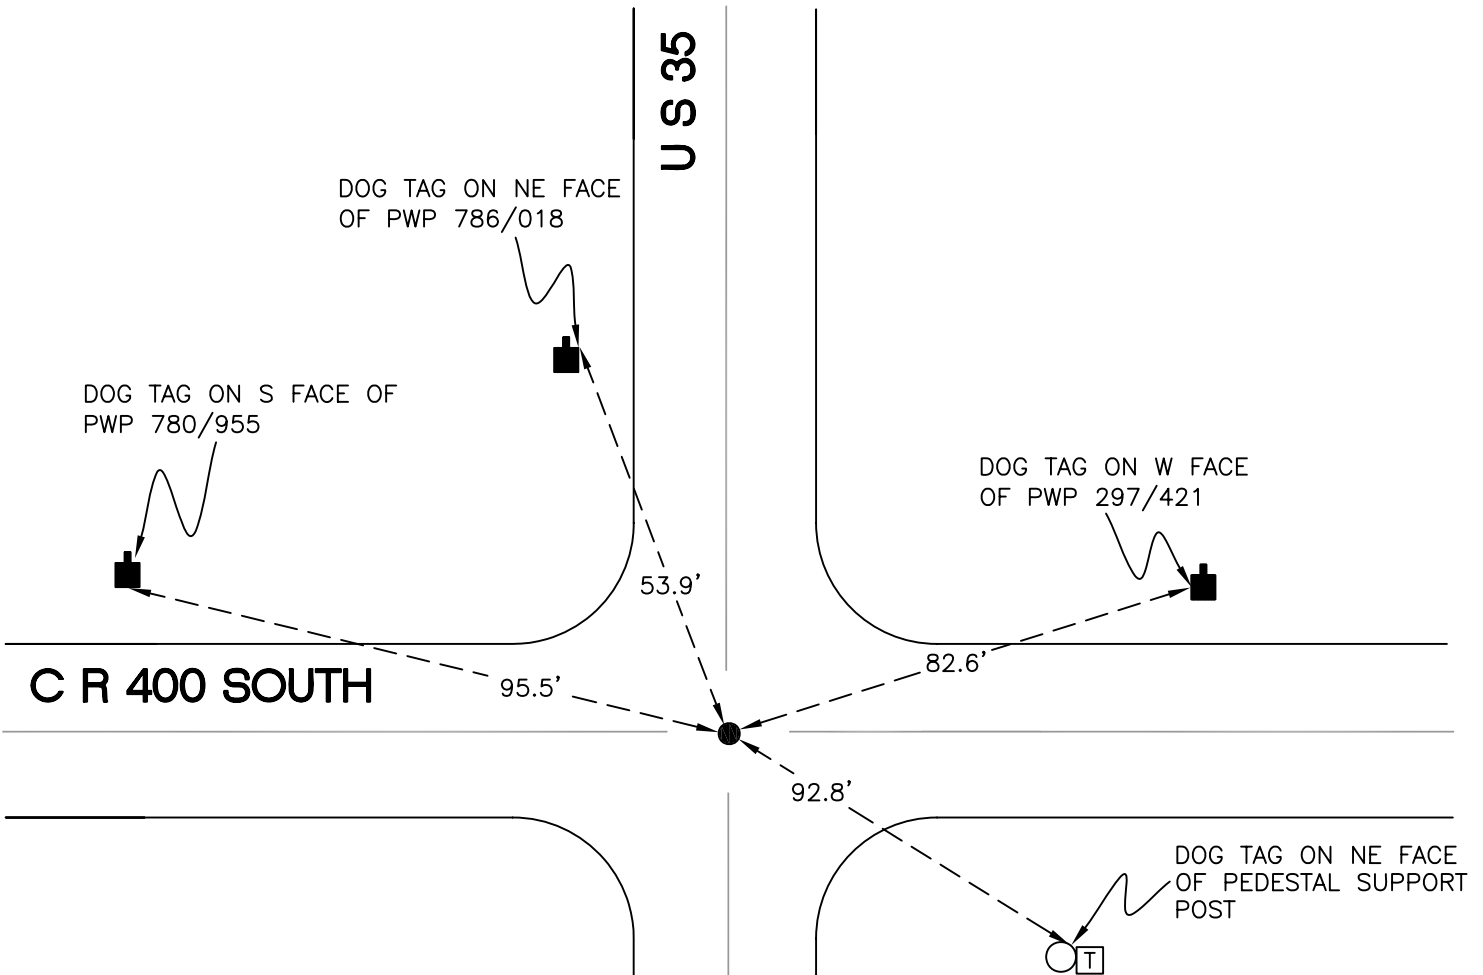 U S 35
DOG TAG ON NE FACE
OF PWP 786/018
DOG TAG ON S FACE OF
PWP 780/955
DOG TAG ON W FACE
OF PWP 297/421
53.9'
82.6'
C R 400 SOUTH
95.5'
92.8'
DOG TAG ON NE FACE
OF PEDESTAL SUPPORT
POST
T